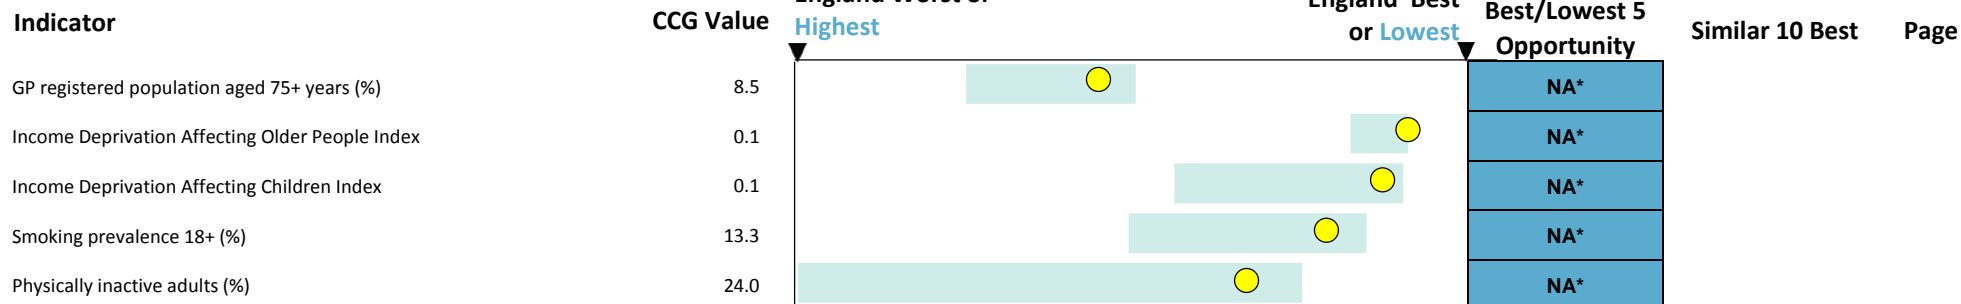 Indicator
CCG Value
Highest
or Lowest
Best/Lowest 5
Opportunity
Similar 10 Best
Page
GP registered population aged 75+ years (%) 8.5 NA*
Income Deprivation Affecting Older People Index 0.1 NA*
Income Deprivation Affecting Children Index 0.1 NA*
Smoking prevalence 18+ (%) 13.3 NA*
Physically inactive adults (%) 24.0 NA*